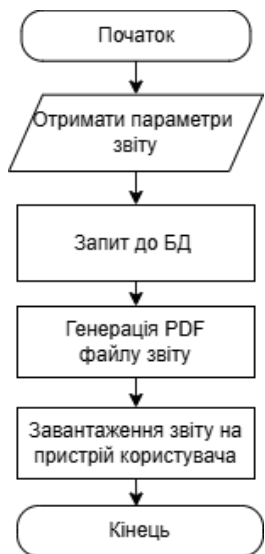 Початок
Отримати параметри
звіту
Запит до БД
Генерація PDF
файлу звіту
Завантаження звіту на
пристрій користувача
Кінець